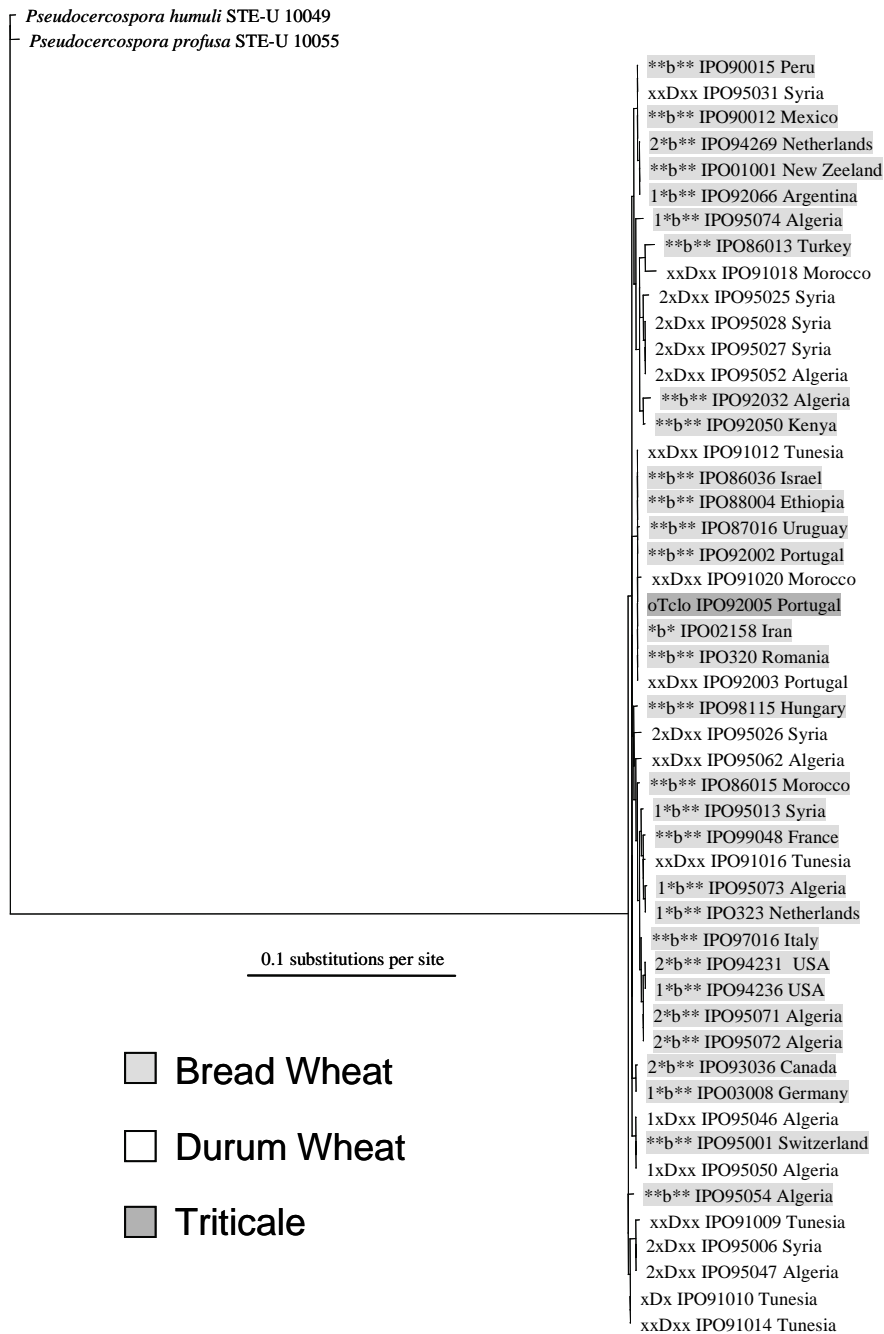 Pseudocercospora humuli STE-U 10049
Pseudocercospora profusa STE-U 10055
**b** IPO90015 Peru
xxDxx IPO95031 Syria
**b** IPO90012 Mexico
2*b** IPO94269 Netherlands
**b** IPO01001 New Zeeland
1*b** IPO92066 Argentina
1*b** IPO95074 Algeria
**b** IPO86013 Turkey
xxDxx IPO91018 Morocco
2xDxx IPO95025 Syria
2xDxx IPO95028 Syria
2xDxx IPO95027 Syria
2xDxx IPO95052 Algeria
**b** IPO92032 Algeria
**b** IPO92050 Kenya
xxDxx IPO91012 Tunesia
**b** IPO86036 Israel
**b** IPO88004 Ethiopia
**b** IPO87016 Uruguay
**b** IPO92002 Portugal
xxDxx IPO91020 Morocco
oTclo IPO92005 Portugal
*b* IPO02158 Iran
**b** IPO320 Romania
xxDxx IPO92003 Portugal
**b** IPO98115 Hungary
2xDxx IPO95026 Syria
xxDxx IPO95062 Algeria
**b** IPO86015 Morocco
1*b** IPO95013 Syria
**b** IPO99048 France
xxDxx IPO91016 Tunesia
1*b** IPO95073 Algeria
1*b** IPO323 Netherlands
**b** IPO97016 Italy
2*b** IPO94231 USA
1*b** IPO94236 USA
2*b** IPO95071 Algeria
2*b** IPO95072 Algeria
2*b** IPO93036 Canada
1*b** IPO03008 Germany
1xDxx IPO95046 Algeria
**b** IPO95001 Switzerland
1xDxx IPO95050 Algeria
**b** IPO95054 Algeria
xxDxx IPO91009 Tunesia
2xDxx IPO95006 Syria
2xDxx IPO95047 Algeria
xDx IPO91010 Tunesia
xxDxx IPO91014 Tunesia
0.1 substitutions per site
Bread Wheat
Durum Wheat
Triticale